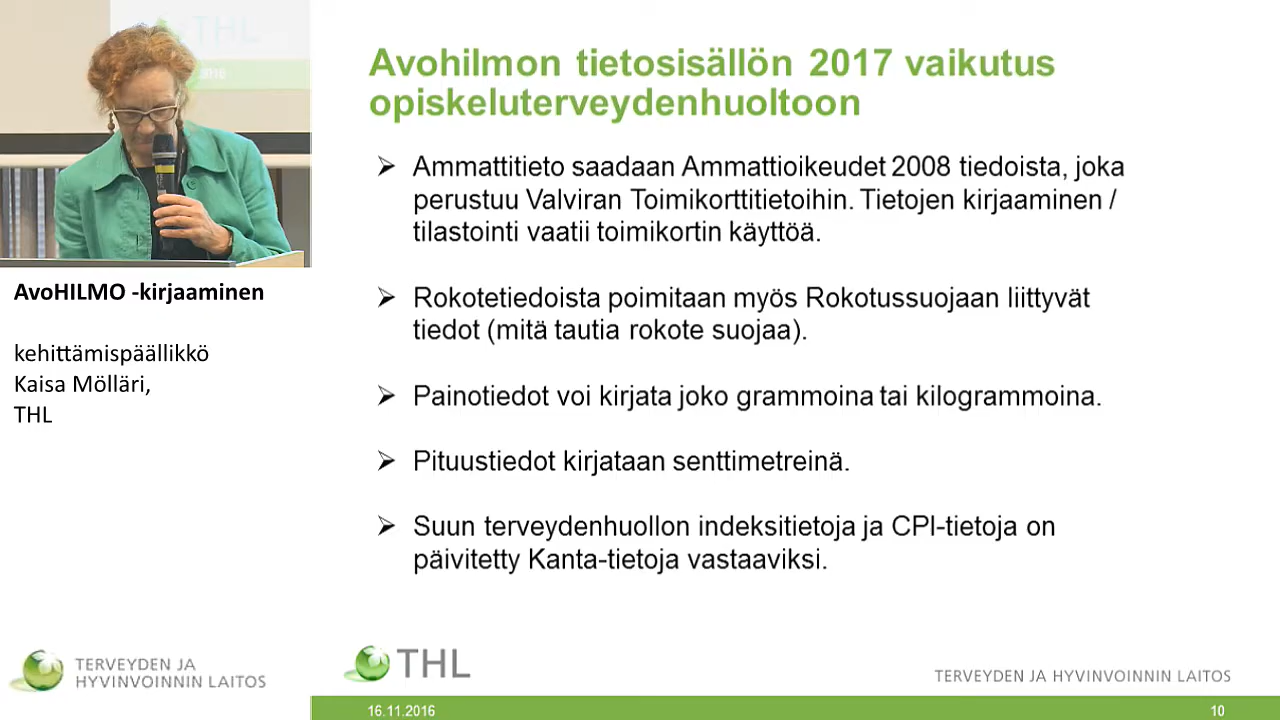 THL
2016
AvoHILMO -kirjaaminen
kehittämispäällikkö
Kaisa Mölläri,
THL
TERVEYDEN JA
HYVINVOINNIN LAITOS
Avohilmon tietosisällön 2017 vaikutus
opiskeluterveydenhuoltoon
Ammattitieto saadaan Ammattioikeudet 2008 tiedoista, joka
perustuu Valviran Toimikorttitietoihin. Tietojen kirjaaminen /
tilastointi vaatii toimikortin käyttöä.
Rokotetiedoista poimitaan myös Rokotussuojaan liittyvät
tiedot (mitä tautia rokote suojaa).
Painotiedot voi kirjata joko grammoina tai kilogrammoina.
Pituustiedot kirjataan senttimetreinä.
Suun terveydenhuollon indeksitietoja ja CPI-tietoja on
päivitetty Kanta-tietoja vastaaviksi.
THL
TERVEYDEN JA HYVINVOINNIN LAITOS
16.11.2016
10